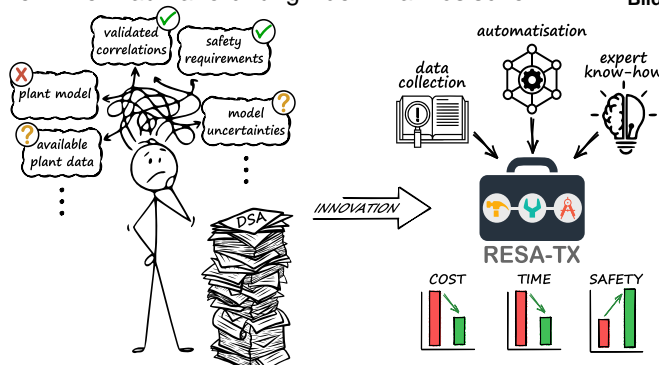 Bild
validated
correlations
safety
requirements
plant model
model
uncertainties
available
plant data
DSA
INNOVATION
automatisation
data
collection
expert
know-how
RESA-TX
COST
TIME
SAFETY